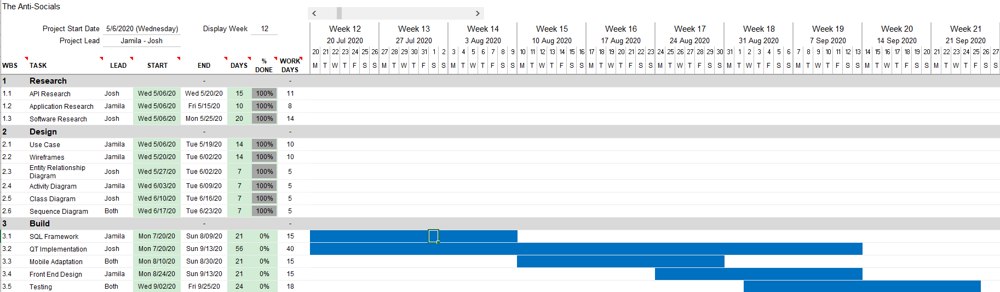 The Anti-Socials
Project Start Date 5/6/2020 (Wednesday) Display Week 12
Project Lead Jamila - Josh
Week 12 Week 13 Week 14 Week 15 Week 16 Week 17 Week 18 Week 19 Week 20 Week 21
20 Jul 2020 27 Jul 2020 3 Aug 2020 10 Aug 2020 17 Aug 2020 24 Aug 2020 31 Aug 2020 7 Sep 2020 14 Sep 2020 21 Sep 2020
20 21 22 23 24 25 26 27 28 29 30 31 1 2 3 4 5 6 7 8 9 10 11 12 13 14 15 16 17 18 19 20 21 22 23 24 25 26 27 28 29 30 31 1 2 3 4 5 6 7 8 9 10 11 12 13 14 15 16 17 18 19 20 21 22 23 24 25 26 27
WBS TASK LEAD START END DAYS % DONE WORK DAYS M T W T F S S M T W T F S S M T W T F S S M T W T F S S M T W T F S S M T W T F S S M T W T F S S M T W T F S S M T W T F S S M T W T F S S
1 Research - -
1.1 API Research Josh Wed 5/06/20 Wed 5/20/20 15 100% 11
1.2 Application Research Jamila Wed 5/06/20 Fri 5/15/20 10 100% 8
1.3 Software Research Josh Wed 5/06/20 Mon 5/25/20 20 100% 14
2 Design - -
2.1 Use Case Jamila Wed 5/06/20 Tue 5/19/20 14 100% 10
2.2 Wireframes Jamila Wed 5/20/20 Tue 6/02/20 14 100% 10
2.3 Entity Relationship Diagram Josh Wed 5/27/20 Tue 6/02/20 7 100% 5
2.4 Activity Diagram Jamila Wed 6/03/20 Tue 6/09/20 7 100% 5
2.5 Class Diagram Josh Wed 6/10/20 Tue 6/16/20 7 100% 5
2.6 Sequence Diagram Both Wed 6/17/20 Tue 6/23/20 7 100% 5
3 Build - -
3.1 SQL Framework Jamila Mon 7/20/20 Sun 8/09/20 21 0% 15
3.2 QT Implementation Josh Mon 7/20/20 Sun 9/13/20 56 0% 40
3.3 Mobile Adaptation Both Mon 8/10/20 Sun 8/30/20 21 0% 15
3.4 Front End Design Jamila Mon 8/24/20 Sun 9/13/20 21 0% 15
3.5 Testing Both Wed 9/02/20 Fri 9/25/20 24 0% 18